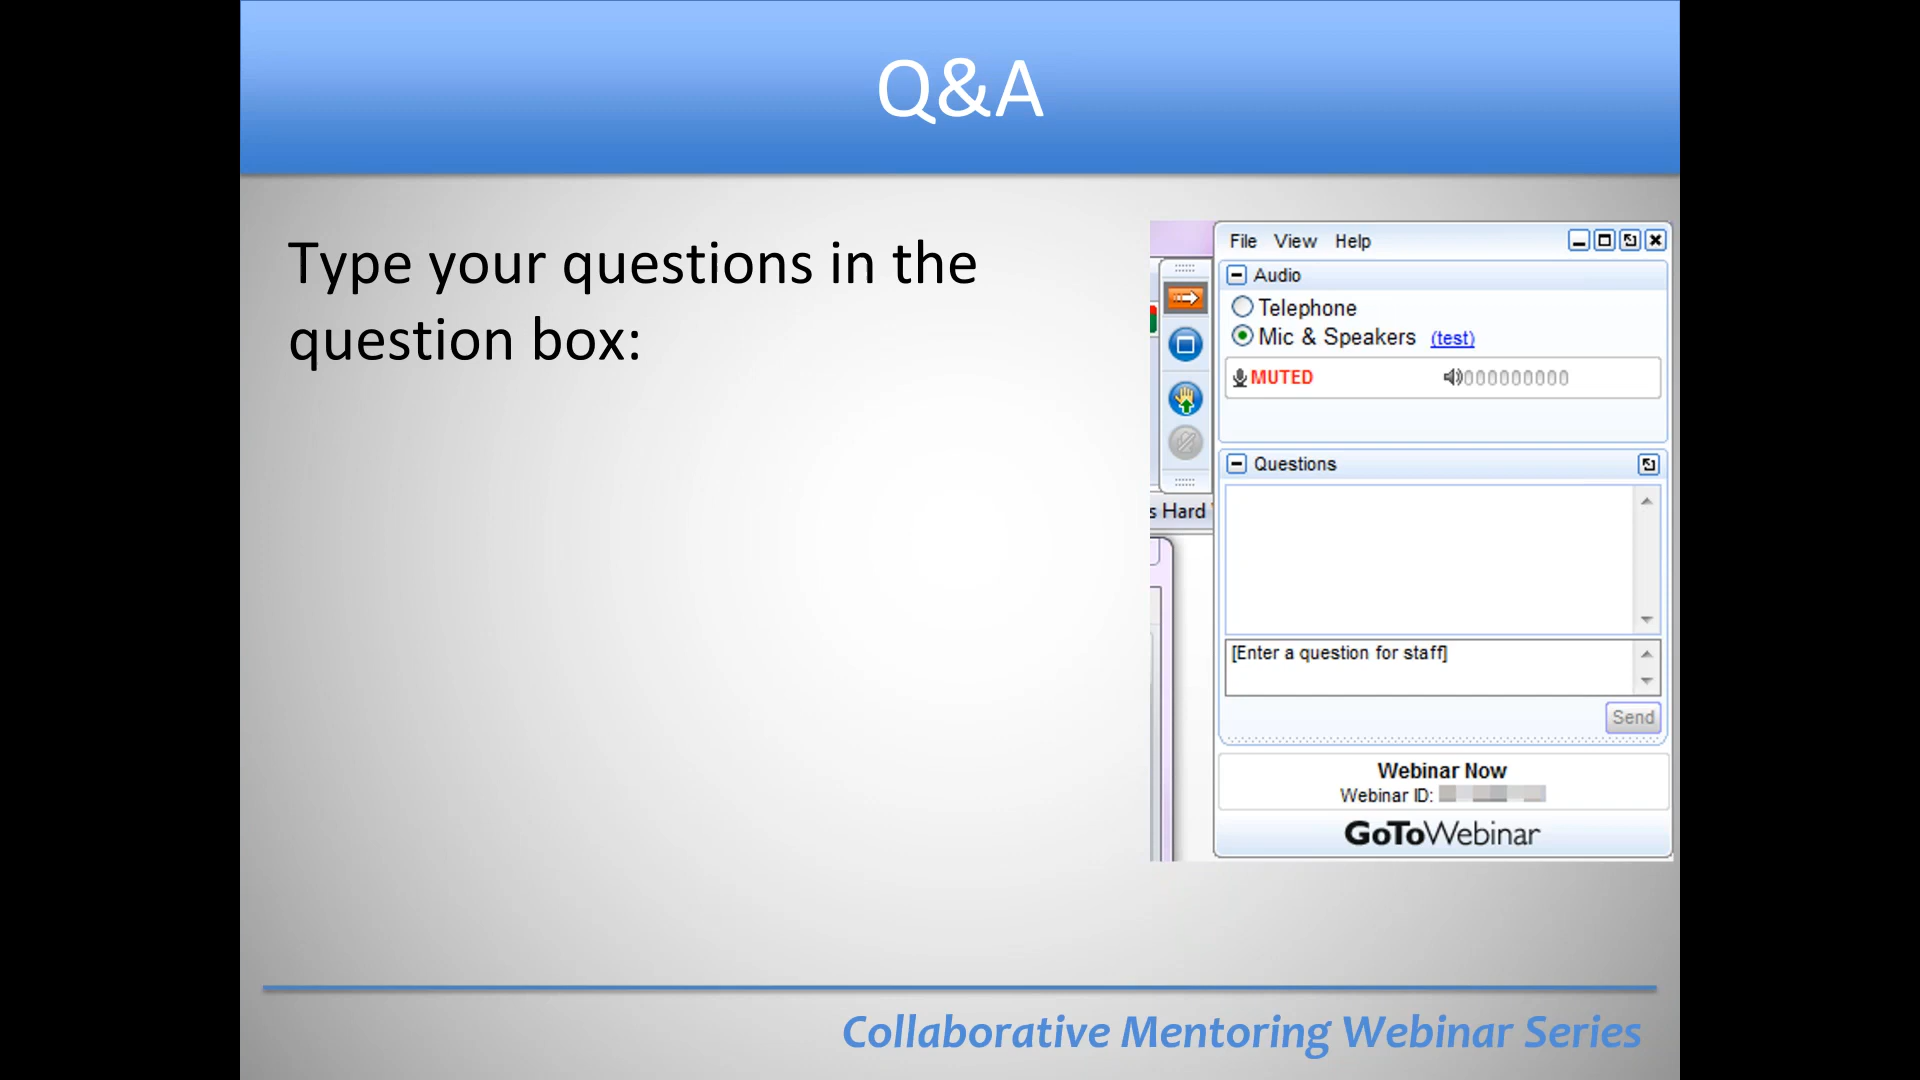 Q&A
Type your questions in the
question box:
File View Help
Audio
Telephone
Mic & Speakers (test)
MUTED
Questions
s Hard
[Enter a question for staff]
Send
Webinar Now
Webinar ID:
GoToWebinar
Collaborative Mentoring Webinar Series